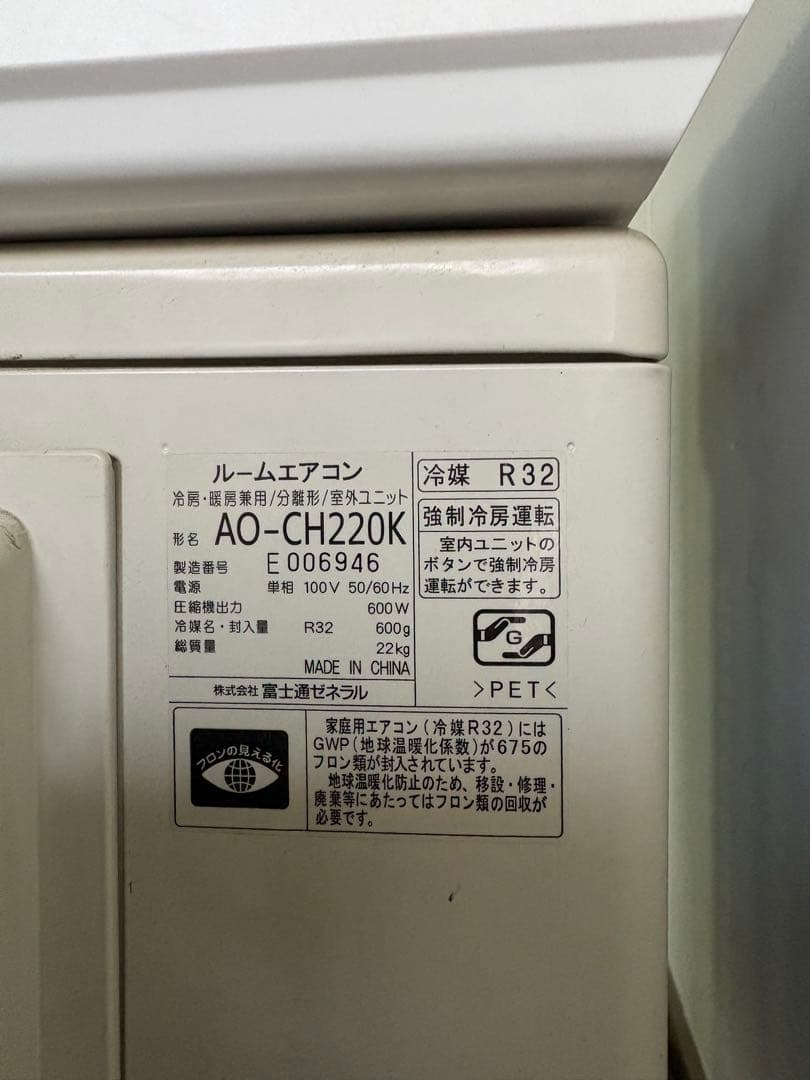 ルームエアコン
冷房・暖房兼用/分離形/室外ユニット
形名 AO-CH220K
製造番号 E 006946
電源 単相 100V 50/60Hz
圧縮機出力 600W
冷媒名・封入量 R32 600g
総質量 22kg
MADE IN CHINA
株式会社 富士通ゼネラル
冷媒 R32
強制冷房運転
室内ユニットの
ボタンで強制冷房
運転ができます。
G
>PET<
フロンの見える化
家庭用エアコン(冷媒R32)には
GWP(地球温暖化係数)が675の
フロン類が封入されています。
地球温暖化防止のため、移設・修理・
廃棄等にあたってはフロン類の回収が
必要です。